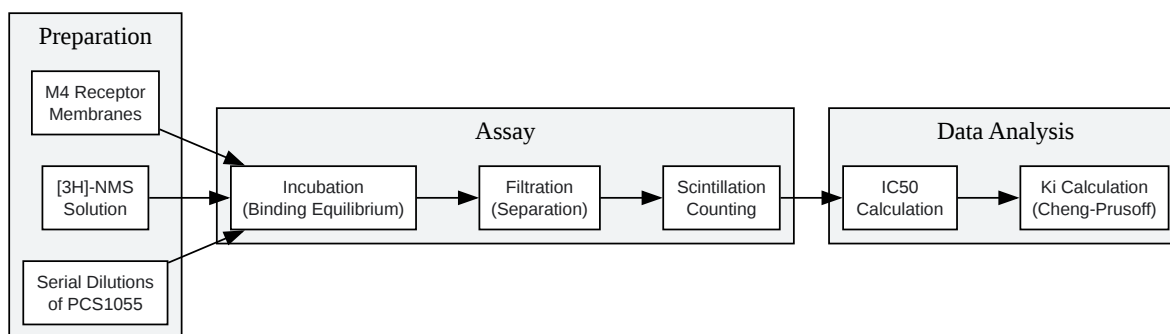 Preparation
M4 Receptor
Membranes
[3H]-NMS
Solution
Serial Dilutions
of PCS1055
Assay
Incubation
(Binding Equilibrium)
Filtration
(Separation)
Scintillation
Counting
Data Analysis
IC50
Calculation
Ki Calculation
(Cheng-Prusoff)